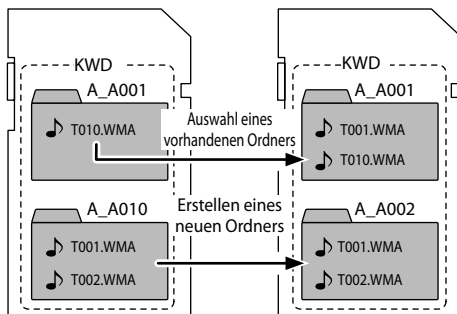 KWD
A_A001
T010.WMA
A_A010
T001.WMA
T002.WMA
Auswahl eines
vorhandenen Ordners
Erstellen eines
neuen Ordners
KWD
A_A001
T001.WMA
T010.WMA
A_A002
T001.WMA
T002.WMA